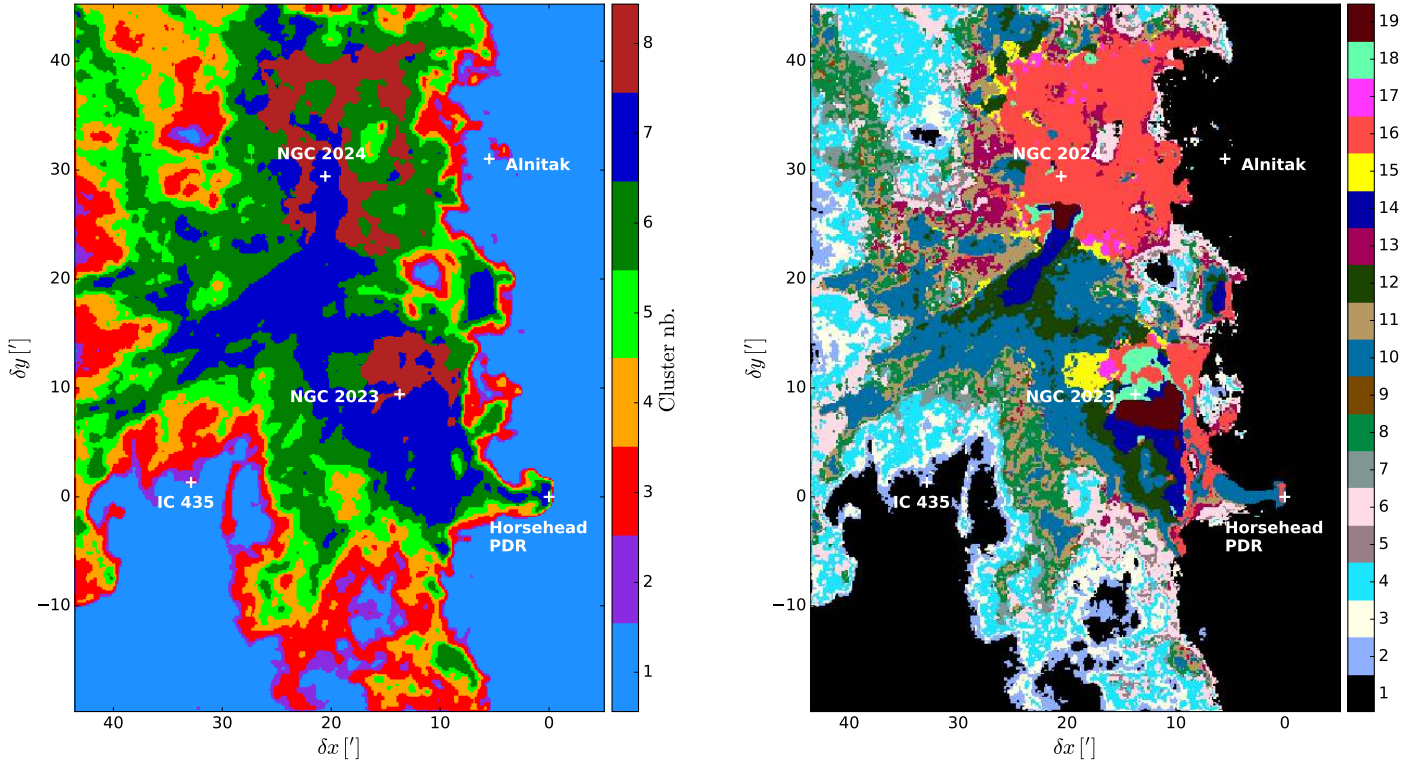 40
30
20
10
0
−10
40
30
20
10
0
δy [′]
δx [′]
NGC 2024
Alnitak
NGC 2023
IC 435
Horsehead
PDR
8
7
6
5
4
3
2
1
Cluster nb.
40
30
20
10
0
−10
40
30
20
10
0
δy [′]
δx [′]
NGC 2024
Alnitak
NGC 2023
IC 435
Horsehead
PDR
19
18
17
16
15
14
13
12
11
10
9
8
7
6
5
4
3
2
1